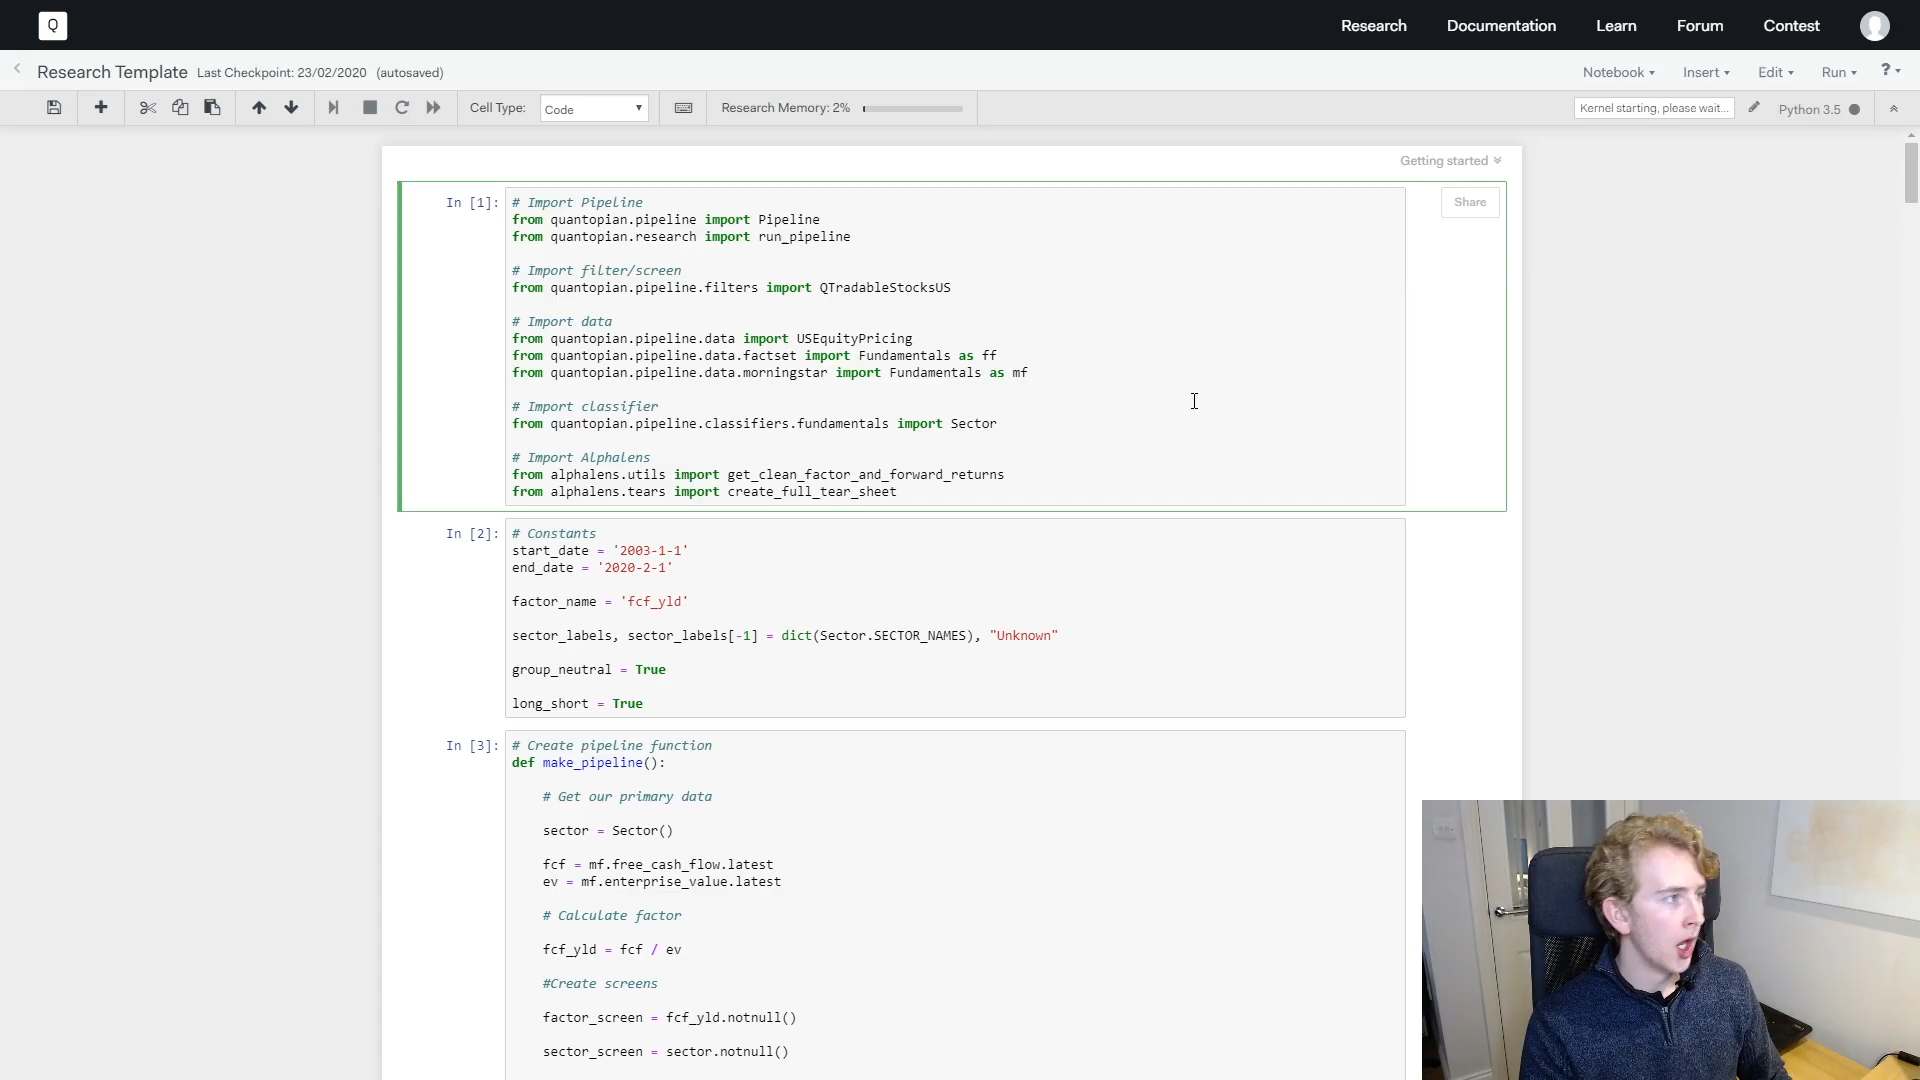 Q
Research
Documentation
Learn
Forum
Contest
Research Template
Last Checkpoint: 23/02/2020
(autosaved)
Notebook
Insert
Edit
Run
?
Cell Type:
Code
Research Memory: 2%
Kernel starting, please wait...
Python 3.5
Getting started
Share
In [1]:
# Import Pipeline
from quantopian.pipeline import Pipeline
from quantopian.research import run_pipeline
# Import filter/screen
from quantopian.pipeline.filters import QTradableStocksUS
# Import data
from quantopian.pipeline.data import USEquityPricing
from quantopian.pipeline.data.factset import Fundamentals as ff
from quantopian.pipeline.data.morningstar import Fundamentals as mf
# Import classifier
from quantopian.pipeline.classifiers.fundamentals import Sector
# Import Alphalens
from alphalens.utils import get_clean_factor_and_forward_returns
from alphalens.tears import create_full_tear_sheet
In [2]:
# Constants
start_date = '2003-1-1'
end_date = '2020-2-1'
factor_name = 'fcf_yld'
sector_labels, sector_labels[-1] = dict(Sector.SECTOR_NAMES), "Unknown"
group_neutral = True
long_short = True
In [3]:
# Create pipeline function
def make_pipeline():
# Get our primary data
sector = Sector()
fcf = mf.free_cash_flow.latest
ev = mf.enterprise_value.latest
# Calculate factor
fcf_yld = fcf / ev
#Create screens
factor_screen = fcf_yld.notnull()
sector_screen = sector.notnull()